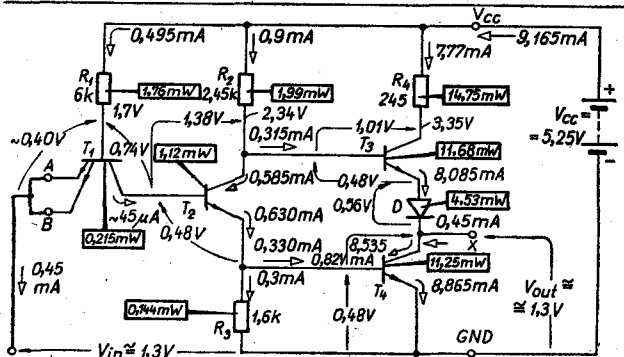 Vcc
0,495mA
0,9mA
7,77mA
9,165mA
R1
6k
1,76mW
R2
2,45k
1,99mW
R4
245
14,75mW
1,7V
2,34V
3,35V
Vcc =
= 5,25V
~0,40V
1,38V
0,315mA
1,01V
A
T1
0,74V
1,12mW
T3
11,68mW
0,585mA
0,48V
8,085mA
B
~45µA
T2
0,56V
D
4,53mW
0,215mW
0,48V
0,630mA
0,45mA
0,330mA
8,535
mA
X
0,82V
0,45
mA
0,3mA
T4
11,25mW
Vout ≅
≅ 1,3V
0,144mW
R3
1,6k
0,48V
8,865mA
Vin ≅ 1,3V
GND